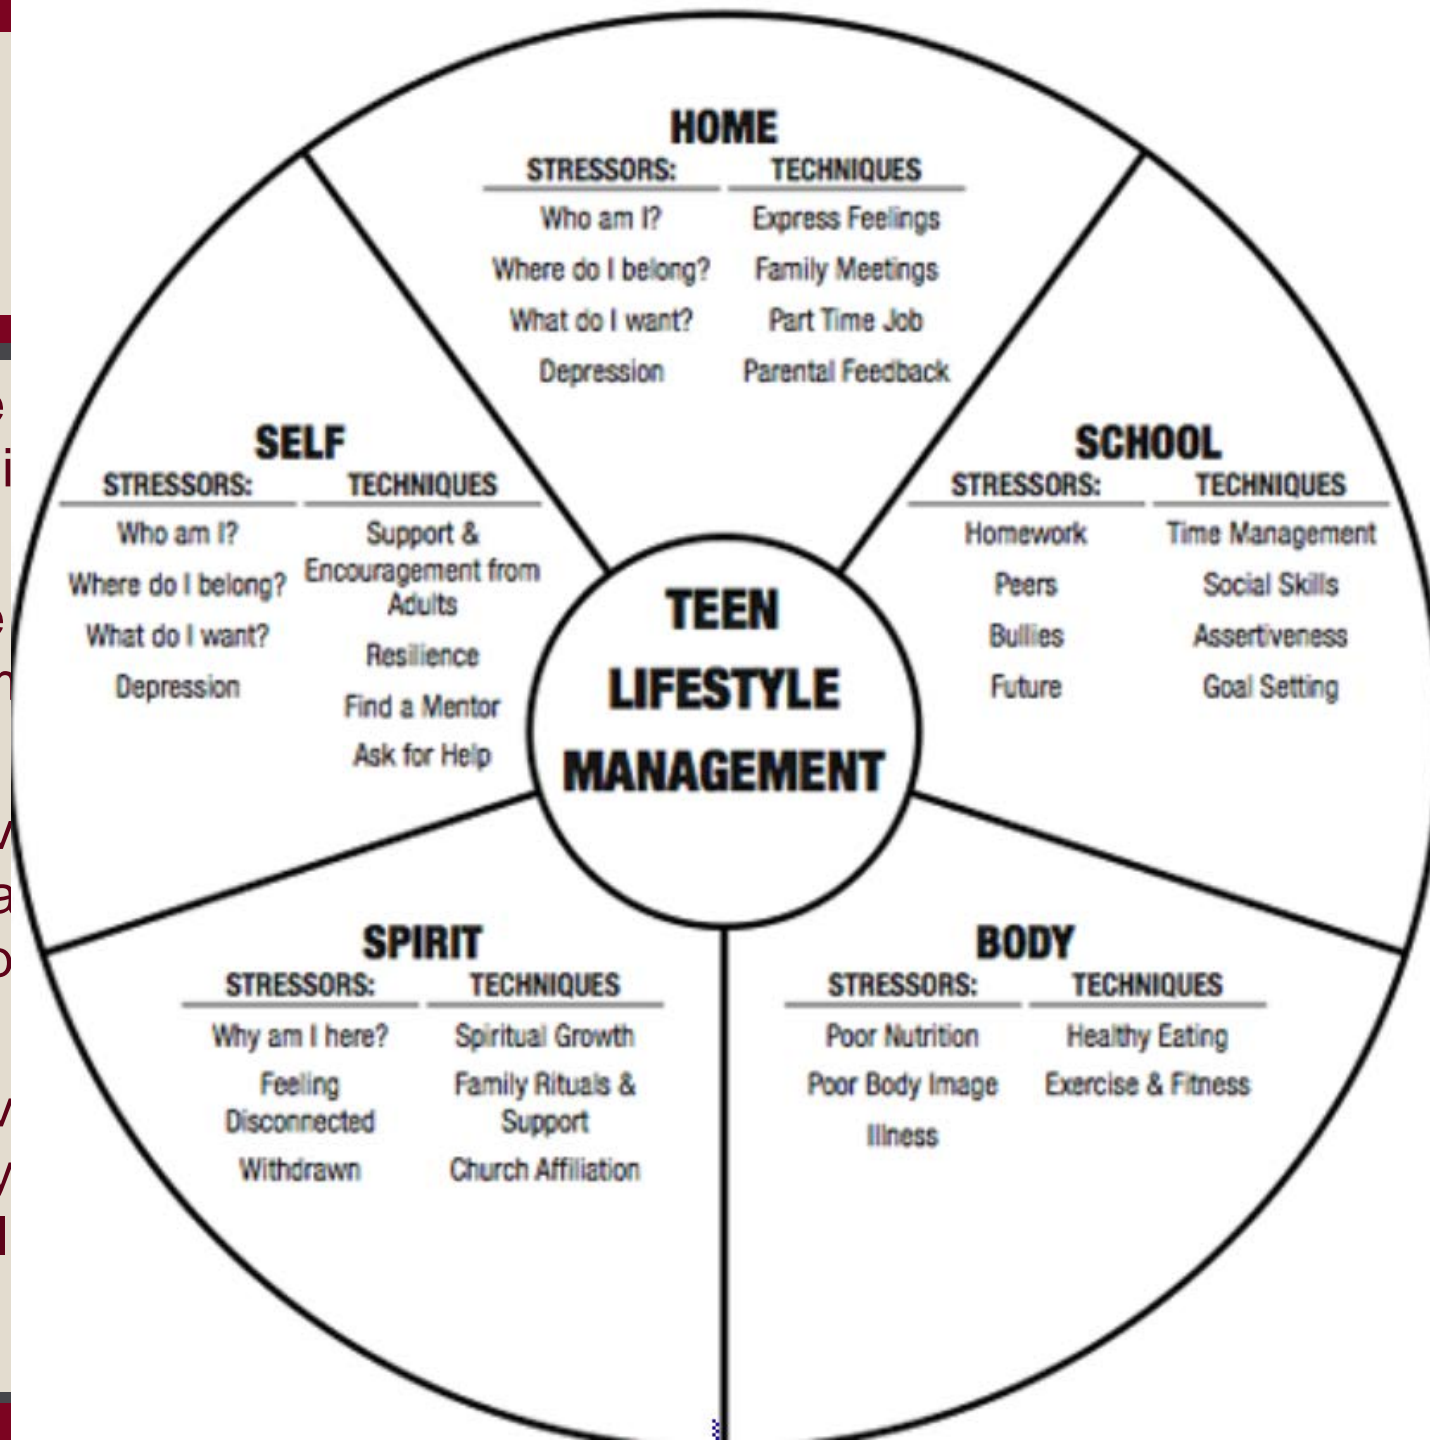 HOME
STRESSORS: TECHNIQUES
Who am I? Express Feelings
Where do I belong? Family Meetings
What do I want? Part Time Job
Depression Parental Feedback
SELF
STRESSORS: TECHNIQUES
Who am I? Support &
Where do I belong? Encouragement from
Adults
What do I want? Resilience
Depression Find a Mentor
Ask for Help
TEEN
LIFESTYLE
MANAGEMENT
SCHOOL
STRESSORS: TECHNIQUES
Homework Time Management
Peers Social Skills
Bullies Assertiveness
Future Goal Setting
SPIRIT
STRESSORS: TECHNIQUES
Why am I here? Spiritual Growth
Feeling Family Rituals &
Disconnected Support
Withdrawn Church Affiliation
BODY
STRESSORS: TECHNIQUES
Poor Nutrition Healthy Eating
Poor Body Image Exercise & Fitness
Illness